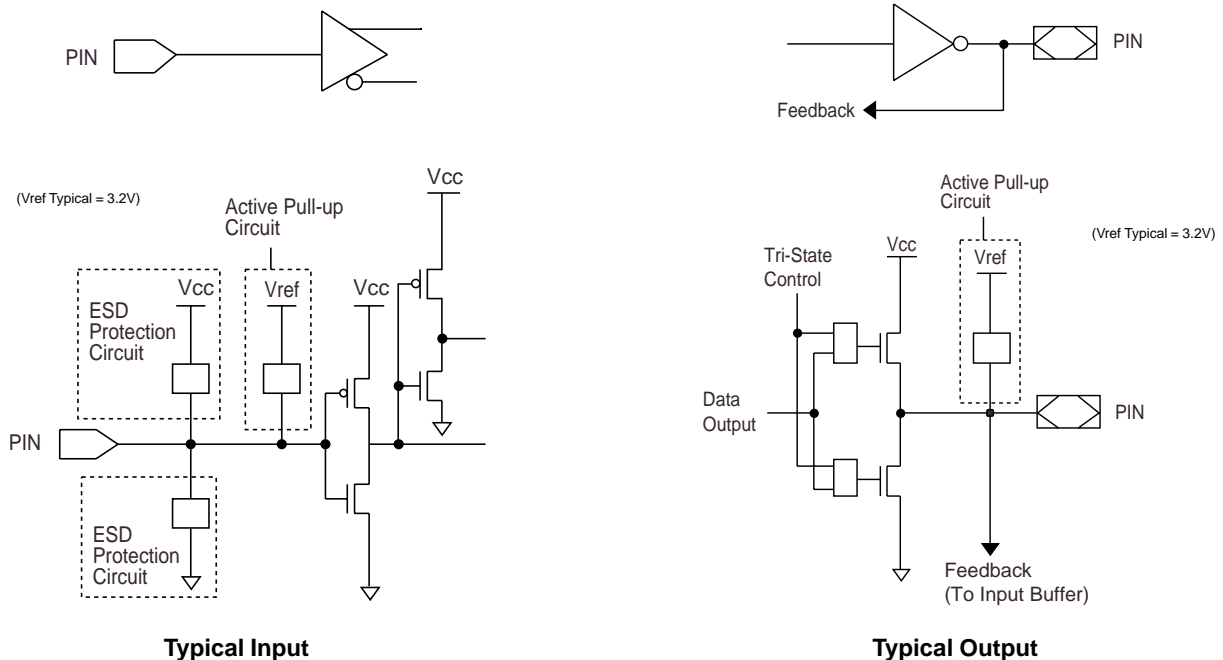 PIN
PIN
Feedback
(Vref Typical = 3.2V)
Active Pull-up
Circuit
Vcc
ESD
Protection
Circuit
Vcc
Vref
Vcc
PIN
ESD
Protection
Circuit
Typical Input
Active Pull-up
Circuit
(Vref Typical = 3.2V)
Tri-State
Control
Vcc
Vref
Data
Output
PIN
Feedback
(To Input Buffer)
Typical Output